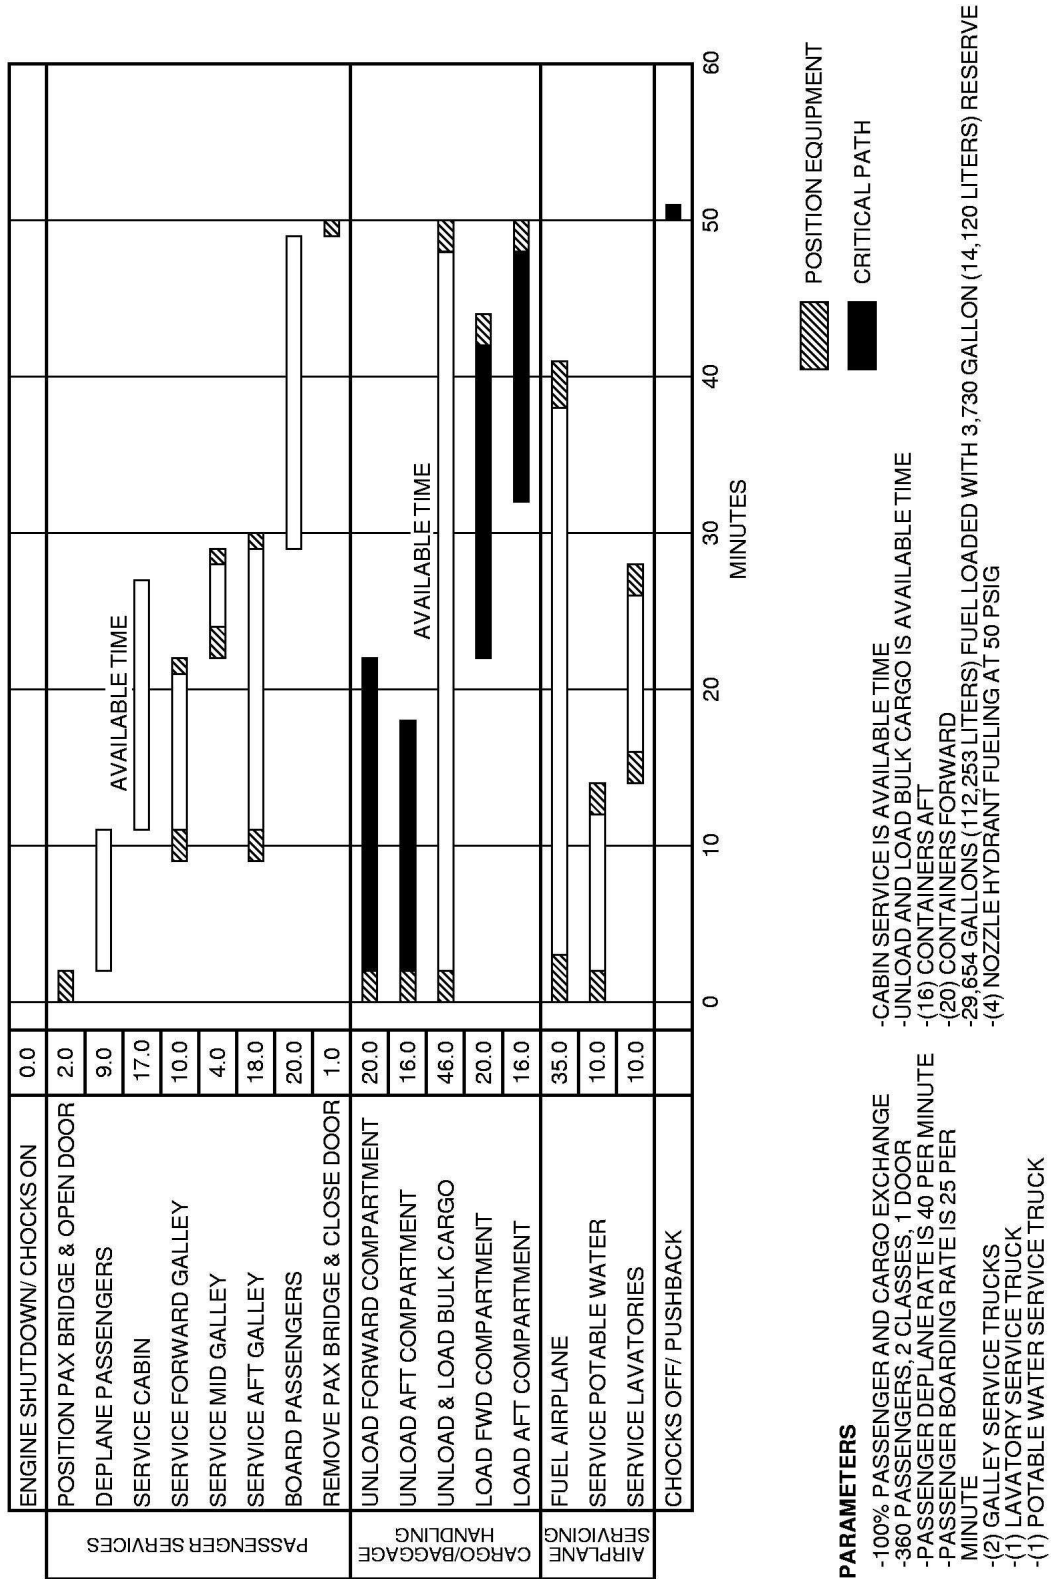 ENGINE SHUTDOWN/ CHOCKS ON 0.0
PASSENGER SERVICES
POSITION PAX BRIDGE & OPEN DOOR 2.0
DEPLANE PASSENGERS 9.0
SERVICE CABIN 17.0
SERVICE FORWARD GALLEY 10.0
SERVICE MID GALLEY 4.0
SERVICE AFT GALLEY 18.0
BOARD PASSENGERS 20.0
REMOVE PAX BRIDGE & CLOSE DOOR 1.0
AVAILABLE TIME
CARGO/BAGGAGE
HANDLING
UNLOAD FORWARD COMPARTMENT 20.0
UNLOAD AFT COMPARTMENT 16.0
UNLOAD & LOAD BULK CARGO 46.0
LOAD FWD COMPARTMENT 20.0
LOAD AFT COMPARTMENT 16.0
AVAILABLE TIME
AIRPLANE
SERVICING
FUEL AIRPLANE 35.0
SERVICE POTABLE WATER 10.0
SERVICE LAVATORIES 10.0
CHOCKS OFF/ PUSHBACK
0 10 20 30 40 50 60
MINUTES
POSITION EQUIPMENT
CRITICAL PATH
PARAMETERS
-100% PASSENGER AND CARGO EXCHANGE
-360 PASSENGERS, 2 CLASSES, 1 DOOR
-PASSENGER DEPLANE RATE IS 40 PER MINUTE
-PASSENGER BOARDING RATE IS 25 PER
MINUTE
-(2) GALLEY SERVICE TRUCKS
-(1) LAVATORY SERVICE TRUCK
-(1) POTABLE WATER SERVICE TRUCK
-CABIN SERVICE IS AVAILABLE TIME
-UNLOAD AND LOAD BULK CARGO IS AVAILABLE TIME
-(16) CONTAINERS AFT
-(20) CONTAINERS FORWARD
-29,654 GALLONS (112,253 LITERS) FUEL LOADED WITH 3,730 GALLON (14,120 LITERS) RESERVE
-(4) NOZZLE HYDRANT FUELING AT 50 PSIG